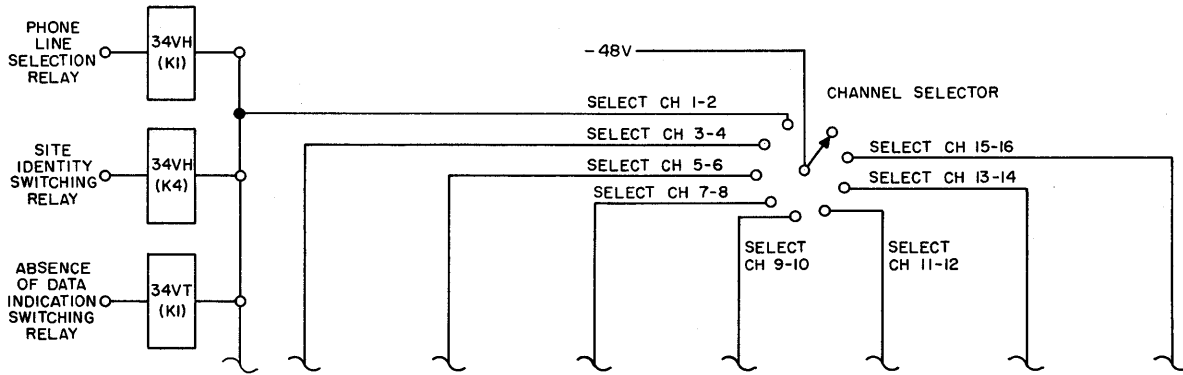 PHONE
LINE
SELECTION
RELAY
34VH
(K1)
SITE
IDENTITY
SWITCHING
RELAY
34VH
(K4)
ABSENCE
OF DATA
INDICATION
SWITCHING
RELAY
34VT
(K1)
-48V
CHANNEL SELECTOR
SELECT CH 1-2
SELECT CH 3-4
SELECT CH 5-6
SELECT CH 7-8
SELECT
CH 9-10
SELECT
CH 11-12
SELECT CH 13-14
SELECT CH 15-16